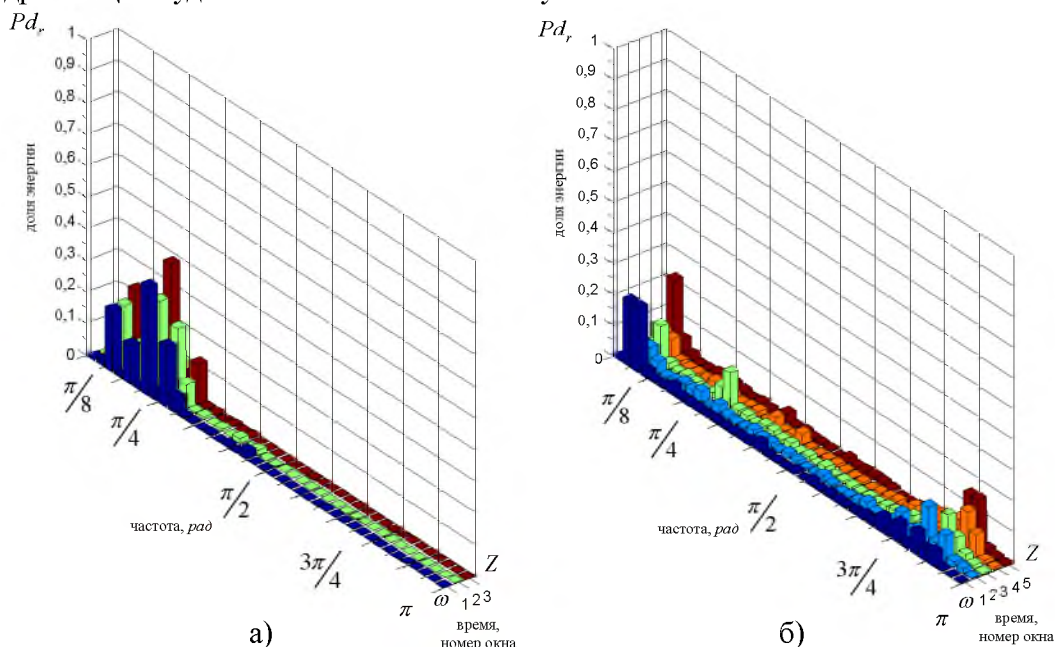 Pd_r
1
0,9
0,8
0,7
0,6
0,5
0,4
0,3
0,2
0,1
0
доля энергии
π/8
π/4
π/2
3π/4
π
частота, рад
ω
1 2 3
Z
время,
номер окна
а)
Pd_r
1
0,9
0,8
0,7
0,6
0,5
0,4
0,3
0,2
0,1
0
доля энергии
π/8
π/4
π/2
3π/4
π
частота, рад
ω
1 2 3 4 5
Z
время,
номер окна
б)